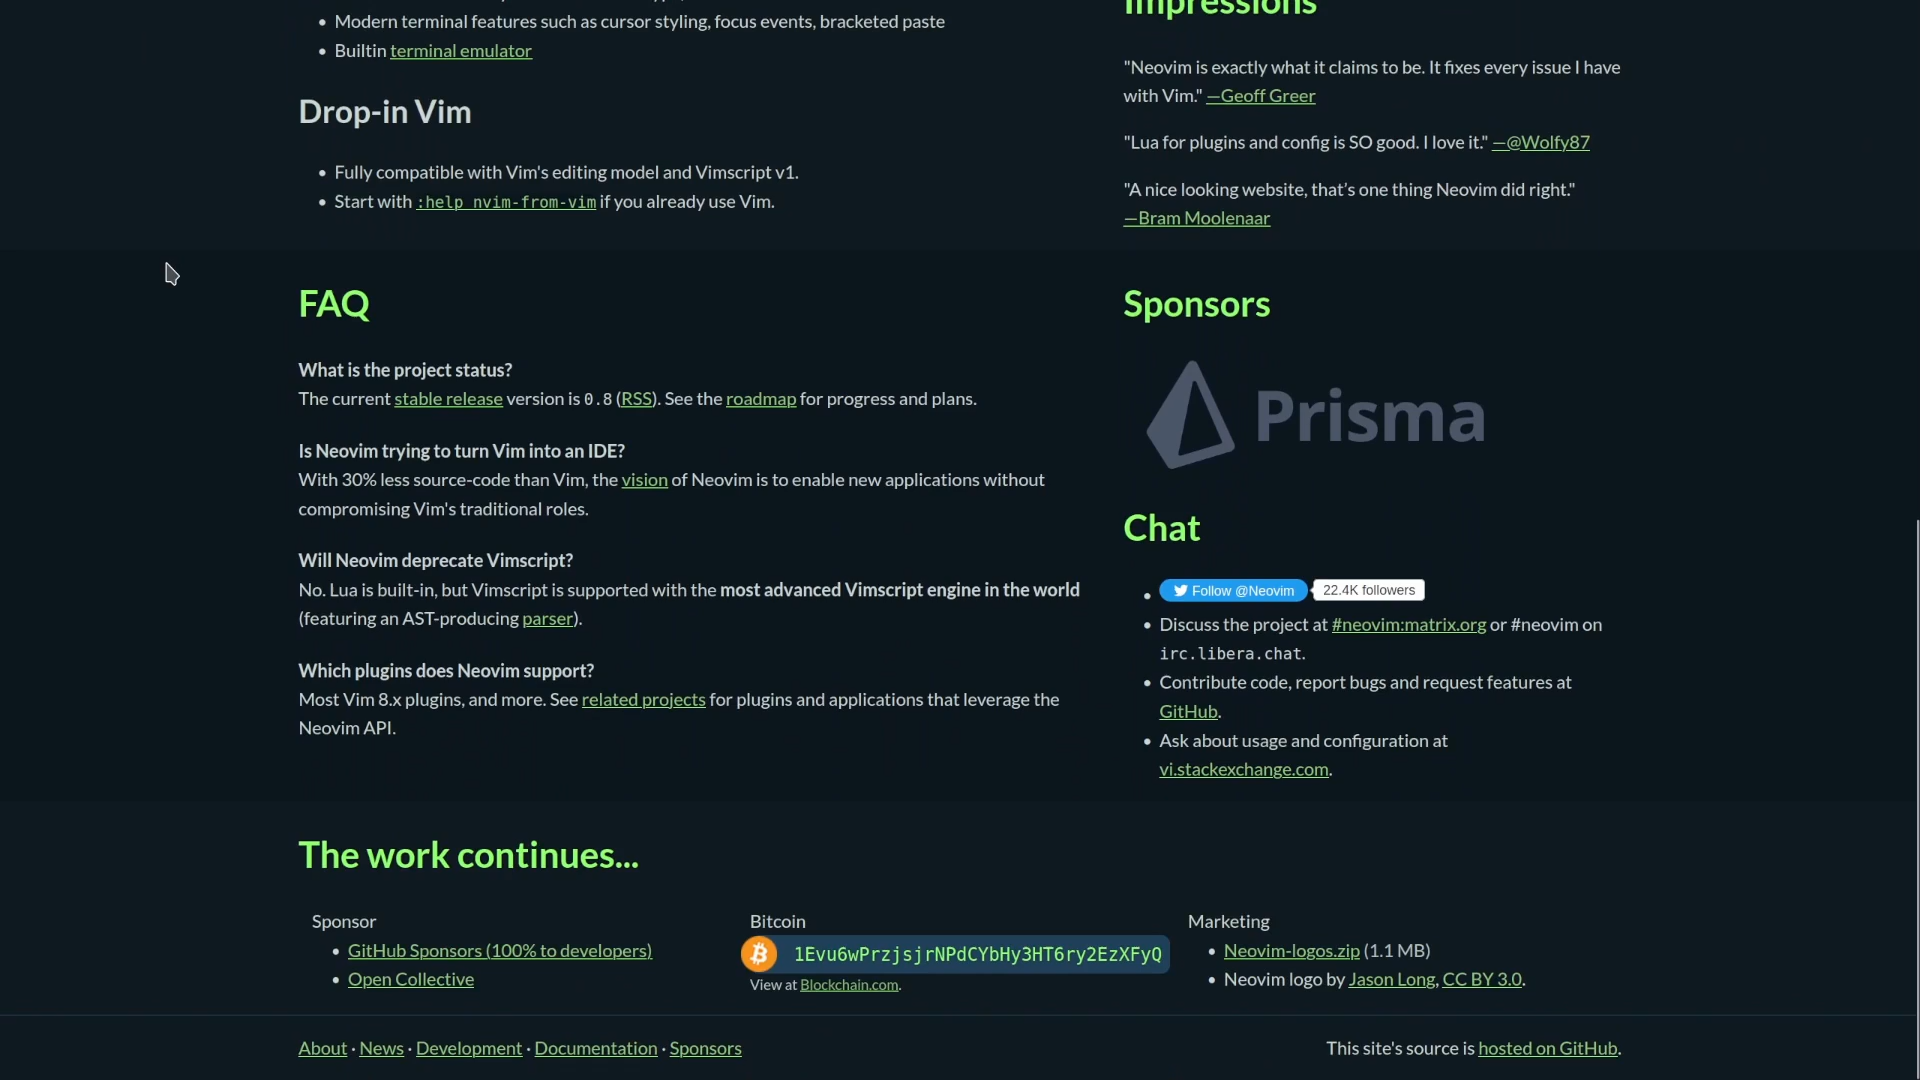 Modern terminal features such as cursor styling, focus events, bracketed paste
Builtin terminal emulator
Drop-in Vim
Fully compatible with Vim's editing model and Vimscript v1.
Start with :help nvim-from-vim if you already use Vim.
Impressions
"Neovim is exactly what it claims to be. It fixes every issue I have
with Vim." —Geoff Greer
"Lua for plugins and config is SO good. I love it." —@Wolfy87
"A nice looking website, that’s one thing Neovim did right."
—Bram Moolenaar
FAQ
What is the project status?
The current stable release version is 0.8 (RSS). See the roadmap for progress and plans.
Is Neovim trying to turn Vim into an IDE?
With 30% less source-code than Vim, the vision of Neovim is to enable new applications without
compromising Vim's traditional roles.
Will Neovim deprecate Vimscript?
No. Lua is built-in, but Vimscript is supported with the most advanced Vimscript engine in the world
(featuring an AST-producing parser).
Which plugins does Neovim support?
Most Vim 8.x plugins, and more. See related projects for plugins and applications that leverage the
Neovim API.
Sponsors
Prisma
Chat
Follow @Neovim 22.4K followers
Discuss the project at #neovim:matrix.org or #neovim on
irc.libera.chat.
Contribute code, report bugs and request features at
GitHub.
Ask about usage and configuration at
vi.stackexchange.com.
The work continues...
Sponsor
GitHub Sponsors (100% to developers)
Open Collective
Bitcoin
1Evu6wPrzjsjrNPdCYbHy3HT6ry2EzXFyQ
View at Blockchain.com.
Marketing
Neovim-logos.zip (1.1 MB)
Neovim logo by Jason Long, CC BY 3.0.
About · News · Development · Documentation · Sponsors
This site's source is hosted on GitHub.